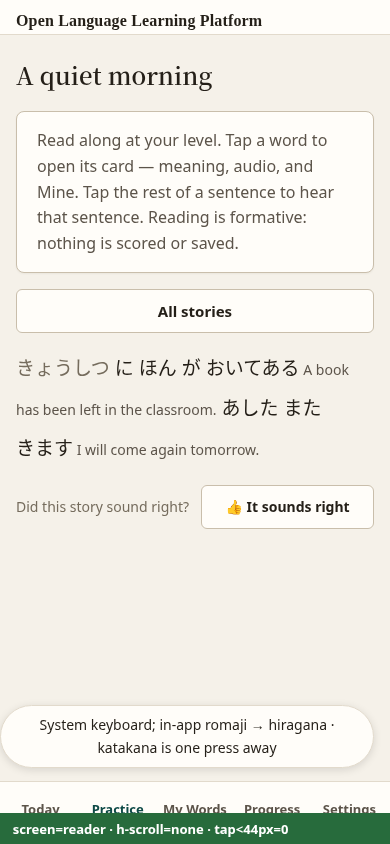 Open Language Learning Platform
A quiet morning
Read along at your level. Tap a word to
open its card — meaning, audio, and
Mine. Tap the rest of a sentence to hear
that sentence. Reading is formative:
nothing is scored or saved.
All stories
きょうしつ に ほん が おいてある A book
has been left in the classroom. あした また
きます I will come again tomorrow.
Did this story sound right? 👍 It sounds right
System keyboard; in-app romaji → hiragana ·
katakana is one press away
Today Practice My Words Progress Settings
screen=reader · h-scroll=none · tap<44px=0